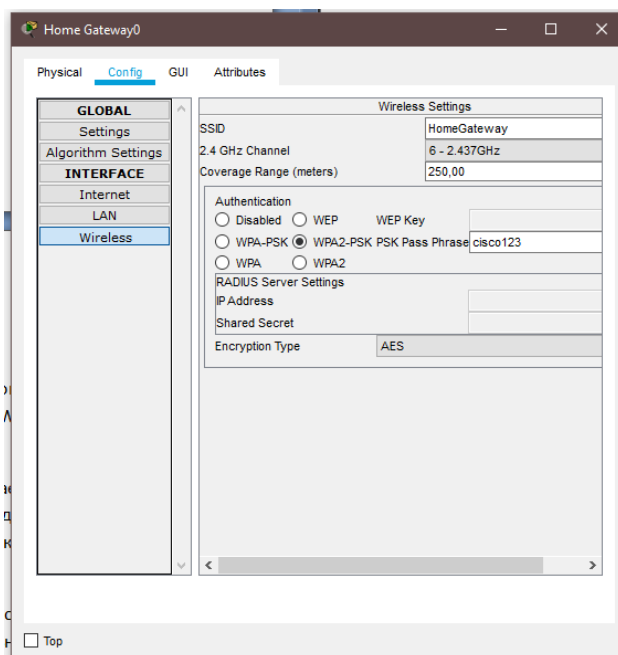 Home Gateway0
Physical Config GUI Attributes
GLOBAL
Settings
Algorithm Settings
INTERFACE
Internet
LAN
Wireless
Wireless Settings
SSID HomeGateway
2.4 GHz Channel 6 - 2.437GHz
Coverage Range (meters) 250,00
Authentication
Disabled WEP WEP Key
WPA-PSK WPA2-PSK PSK Pass Phrase cisco123
WPA WPA2
RADIUS Server Settings
IP Address
Shared Secret
Encryption Type AES
Top